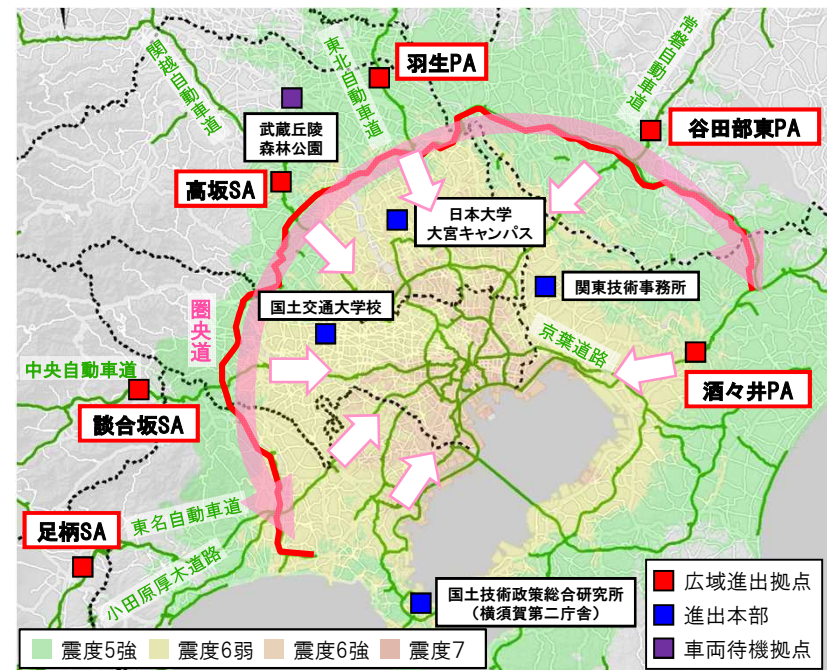 関越自動車道
東北自動車道
羽生PA
常磐自動車道
谷田部東PA
武蔵丘陵
森林公園
高坂SA
日本大学
大宮キャンパス
関東技術事務所
国土交通大学校
圏央道
京葉道路
中央自動車道
酒々井PA
談合坂SA
東名自動車道
足柄SA
小田原厚木道路
国土技術政策総合研究所
（横須賀第二庁舎）
広域進出拠点
進出本部
車両待機拠点
震度5強
震度6弱
震度6強
震度7